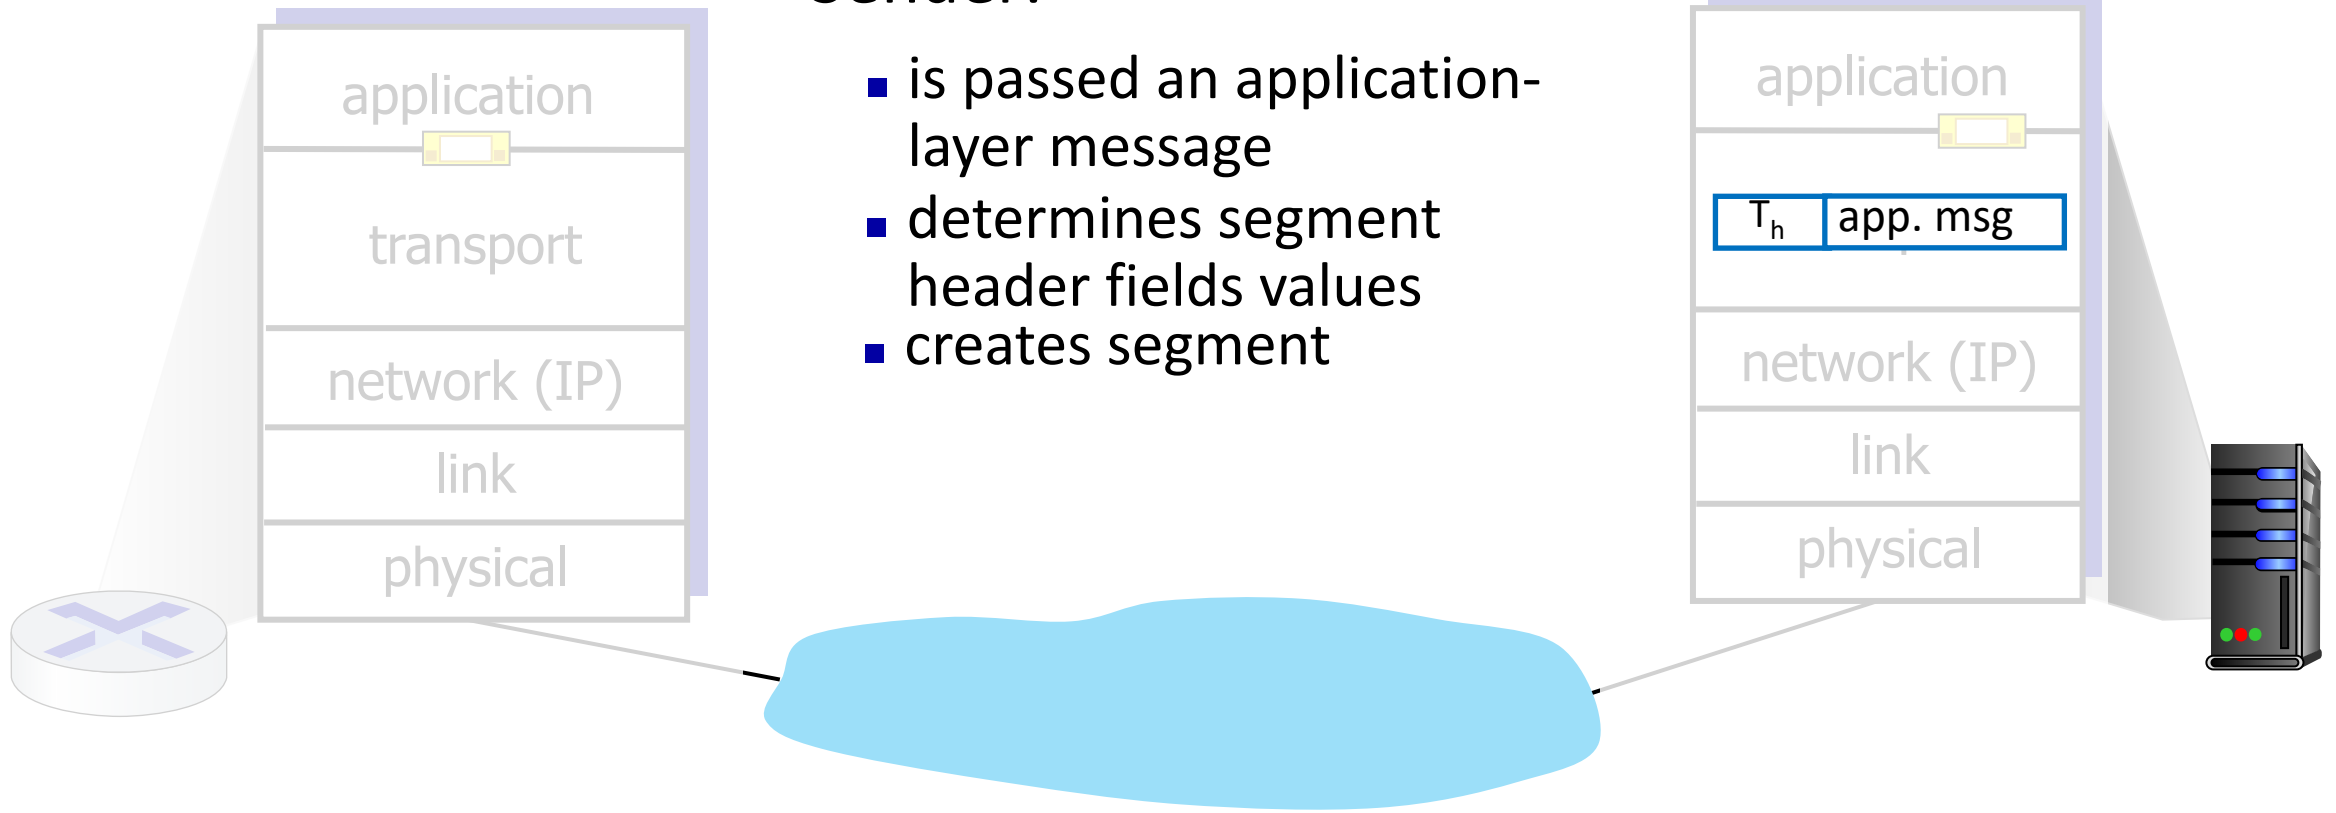 application
transport
network (IP)
link
physical
is passed an application-
layer message
determines segment
header fields values
creates segment
application
Th app. msg
network (IP)
link
physical